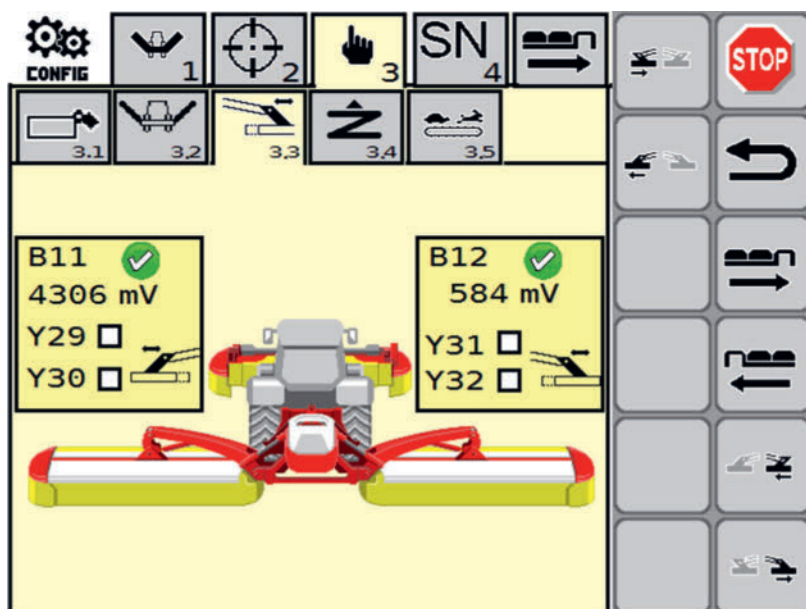 CONFIG
1
2
3
SN
4
STOP
3.1
3.2
3.3
3.4
3.5
B11
4306 mV
Y29
Y30
B12
584 mV
Y31
Y32